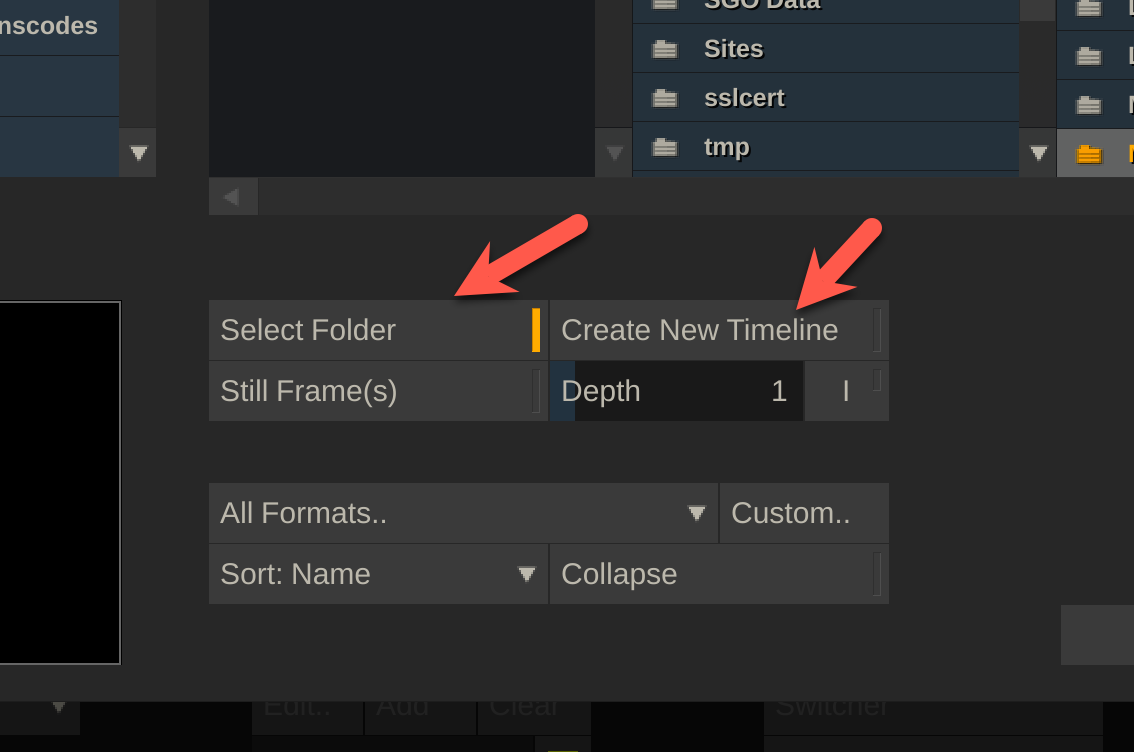 nscodes
SGO Data
Sites
sslcert
tmp
Select Folder
Create New Timeline
Still Frame(s)
Depth 1 I
All Formats..
Custom..
Sort: Name
Collapse
Edit..
Add
Clear
Switcher